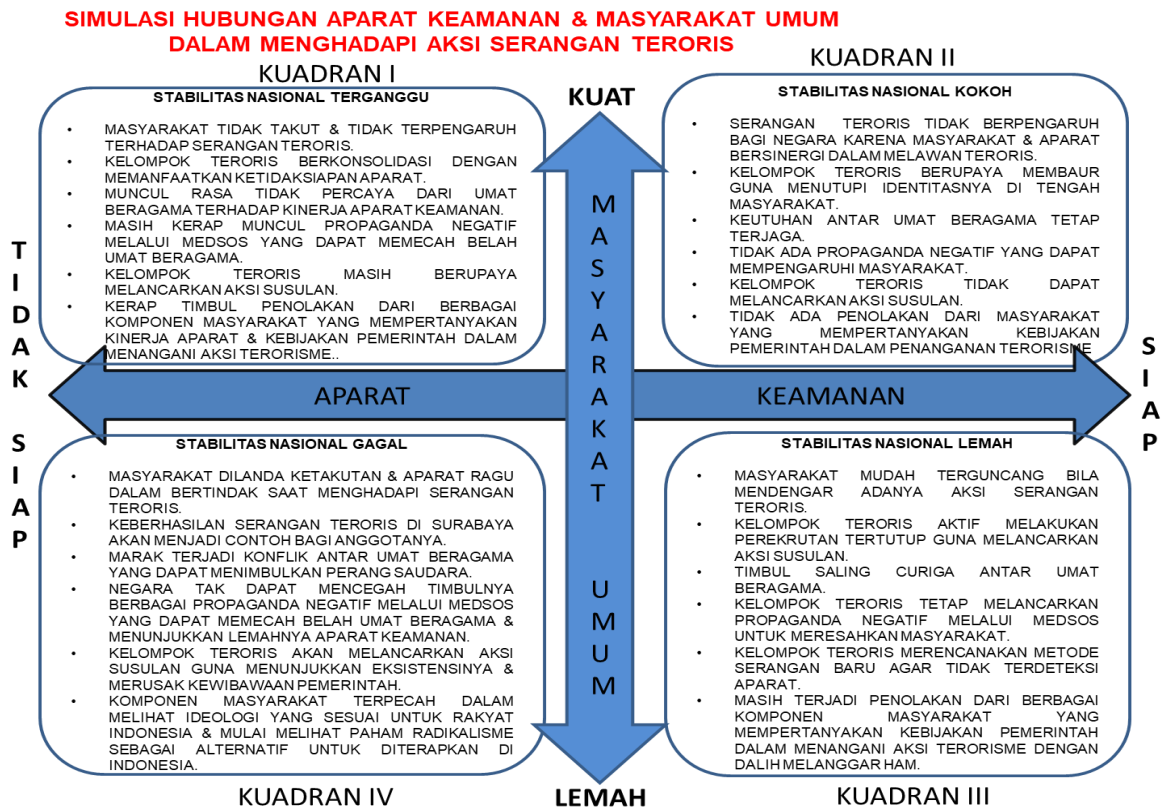 SIMULASI HUBUNGAN APARAT KEAMANAN & MASYARAKAT UMUM
DALAM MENGHADAPI AKSI SERANGAN TERORIS
KUADRAN I
STABILITAS NASIONAL TERGANGGU
• MASYARAKAT TIDAK TAKUT & TIDAK TERPENGARUH
TERHADAP SERANGAN TERORIS.
• KELOMPOK TERORIS BERKONSOLIDASI DENGAN
MEMANFAATKAN KETIDAKSIAPAN APARAT.
• MUNCUL RASA TIDAK PERCAYA DARI UMAT
BERAGAMA TERHADAP KINERJA APARAT KEAMANAN.
• MASIH KERAP MUNCUL PROPAGANDA NEGATIF
MELALUI MEDSOS YANG DAPAT MEMECAH BELAH
UMAT BERAGAMA.
• KELOMPOK TERORIS MASIH BERUPAYA
MELANCARKAN AKSI SUSULAN.
• KERAP TIMBUL PENOLAKAN DARI BERBAGAI
KOMPONEN MASYARAKAT YANG MEMPERTANYAKAN
KINERJA APARAT & KEBIJAKAN PEMERINTAH DALAM
MENANGANI AKSI TERORISME..
KUADRAN II
STABILITAS NASIONAL KOKOH
• SERANGAN TERORIS TIDAK BERPENGARUH
BAGI NEGARA KARENA MASYARAKAT & APARAT
BERSINERGI DALAM MELAWAN TERORIS.
• KELOMPOK TERORIS BERUPAYA MEMBAUR
GUNA MENUTUPI IDENTITASNYA DI TENGAH
MASYARAKAT.
• KEUTUHAN ANTAR UMAT BERAGAMA TETAP
TERJAGA.
• TIDAK ADA PROPAGANDA NEGATIF YANG DAPAT
MEMPENGARUHI MASYARAKAT.
• KELOMPOK TERORIS TIDAK DAPAT
MELANCARKAN AKSI SUSULAN.
• TIDAK ADA PENOLAKAN DARI MASYARAKAT
YANG MEMPERTANYAKAN KEBIJAKAN
PEMERINTAH DALAM PENANGANAN TERORISME
KUAT
MASYARAKAT UMUM
LEMAH
TIDAK SIAP
APARAT KEAMANAN
SIAP
STABILITAS NASIONAL GAGAL
• MASYARAKAT DILANDA KETAKUTAN & APARAT RAGU
DALAM BERTINDAK SAAT MENGHADAPI SERANGAN
TERORIS.
• KEBERHASILAN SERANGAN TERORIS DI SURABAYA
AKAN MENJADI CONTOH BAGI ANGGOTANYA.
• MARAK TERJADI KONFLIK ANTAR UMAT BERAGAMA
YANG DAPAT MENIMBULKAN PERANG SAUDARA.
• NEGARA TAK DAPAT MENCEGAH TIMBULNYA
BERBAGAI PROPAGANDA NEGATIF MELALUI MEDSOS
YANG DAPAT MEMECAH BELAH UMAT BERAGAMA &
MENUNJUKKAN LEMAHNYA APARAT KEAMANAN.
• KELOMPOK TERORIS AKAN MELANCARKAN AKSI
SUSULAN GUNA MENUNJUKKAN EKSISTENSINYA &
MERUSAK KEWIBAWAAN PEMERINTAH.
• KOMPONEN MASYARAKAT TERPECAH DALAM
MELIHAT IDEOLOGI YANG SESUAI UNTUK RAKYAT
INDONESIA & MULAI MELIHAT PAHAM RADIKALISME
SEBAGAI ALTERNATIF UNTUK DITERAPKAN DI
INDONESIA.
KUADRAN IV
STABILITAS NASIONAL LEMAH
• MASYARAKAT MUDAH TERGUNCANG BILA
MENDENGAR ADANYA AKSI SERANGAN
TERORIS.
• KELOMPOK TERORIS AKTIF MELAKUKAN
PEREKRUTAN TERTUTUP GUNA MELANCARKAN
AKSI SUSULAN.
• TIMBUL SALING CURIGA ANTAR UMAT
BERAGAMA.
• KELOMPOK TERORIS TETAP MELANCARKAN
PROPAGANDA NEGATIF MELALUI MEDSOS
UNTUK MERESAHKAN MASYARAKAT.
• KELOMPOK TERORIS MERENCANAKAN METODE
SERANGAN BARU AGAR TIDAK TERDETEKSI
APARAT.
• MASIH TERJADI PENOLAKAN DARI BERBAGAI
KOMPONEN MASYARAKAT YANG
MEMPERTANYAKAN KEBIJAKAN PEMERINTAH
DALAM MENANGANI AKSI TERORISME DENGAN
DALIH MELANGGAR HAM.
KUADRAN III